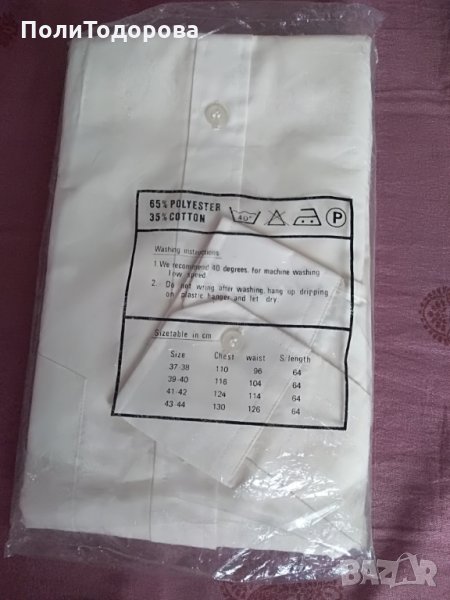 ПолиТодорова
65% POLYESTER
35% COTTON
40°
P
Washing instructions:
1. We recomend 40 degrees. for machine washing
low speed.
2. Do not wring after washing, hang up dripping
on plastic hanger and let dry.
Sizetable in cm
Size Chest waist S/length
37-38 110 96 64
39-40 116 104 64
41-42 124 114 64
43-44 130 126 64
BAZAR